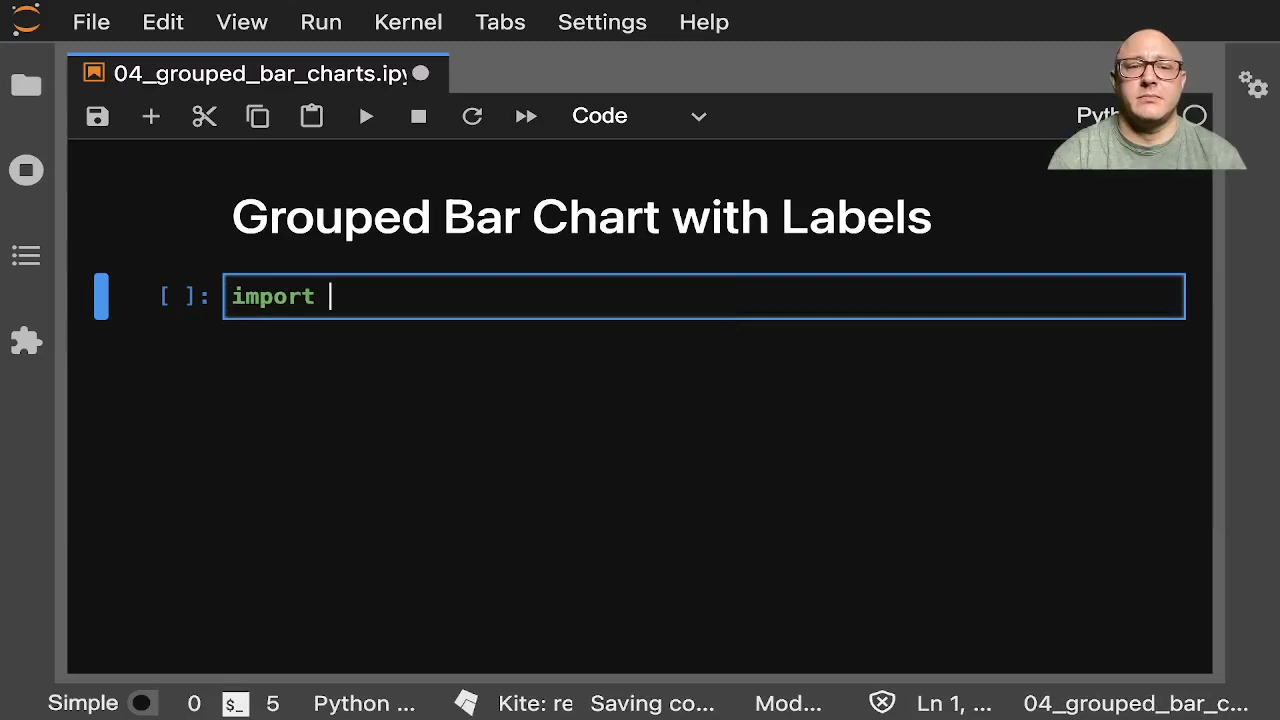 File Edit View Run Kernel Tabs Settings Help
04_grouped_bar_charts.ipy
Code
Pyth
Grouped Bar Chart with Labels
[ ]: import
Simple 0 $_ 5 Python ... Kite: re Saving co... Mod... Ln 1, ... 04_grouped_bar_c...